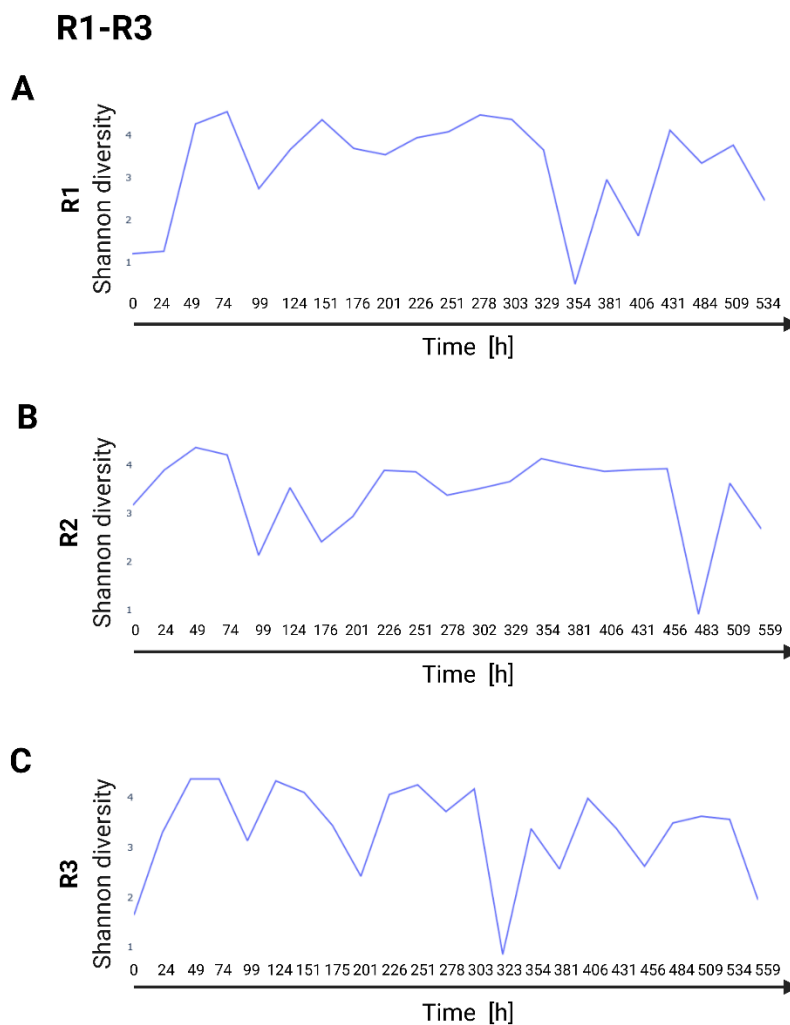 R1-R3
A
R1
Shannon diversity
4
3
2
1
0 24 49 74 99 124 151 176 201 226 251 278 303 329 354 381 406 431 484 509 534
Time [h]
B
R2
Shannon diversity
4
3
2
1
0 24 49 74 99 124 176 201 226 251 278 302 329 354 381 406 431 456 483 509 559
Time [h]
C
R3
Shannon diversity
4
3
2
1
0 24 49 74 99 124 151 175 201 226 251 278 303 323 354 381 406 431 456 484 509 534 559
Time [h]